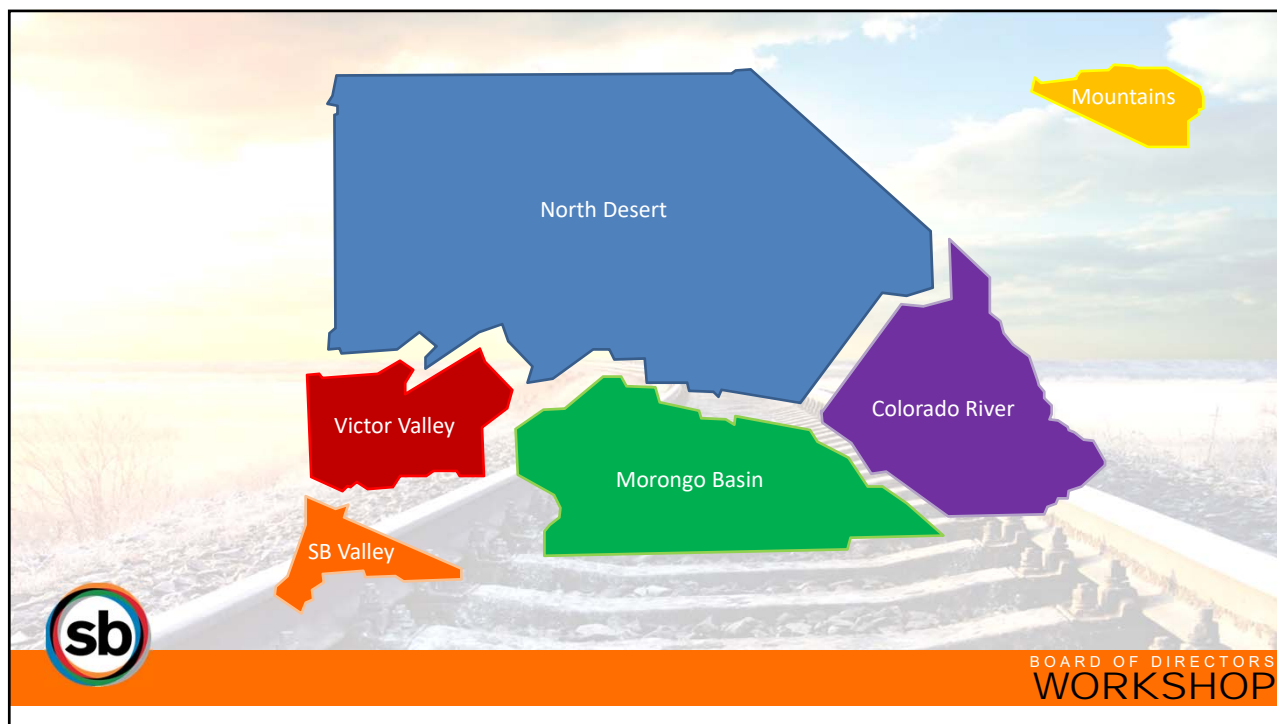 Mountains
North Desert
Colorado River
Victor Valley
Morongo Basin
SB Valley
sb
BOARD OF DIRECTORS
WORKSHOP